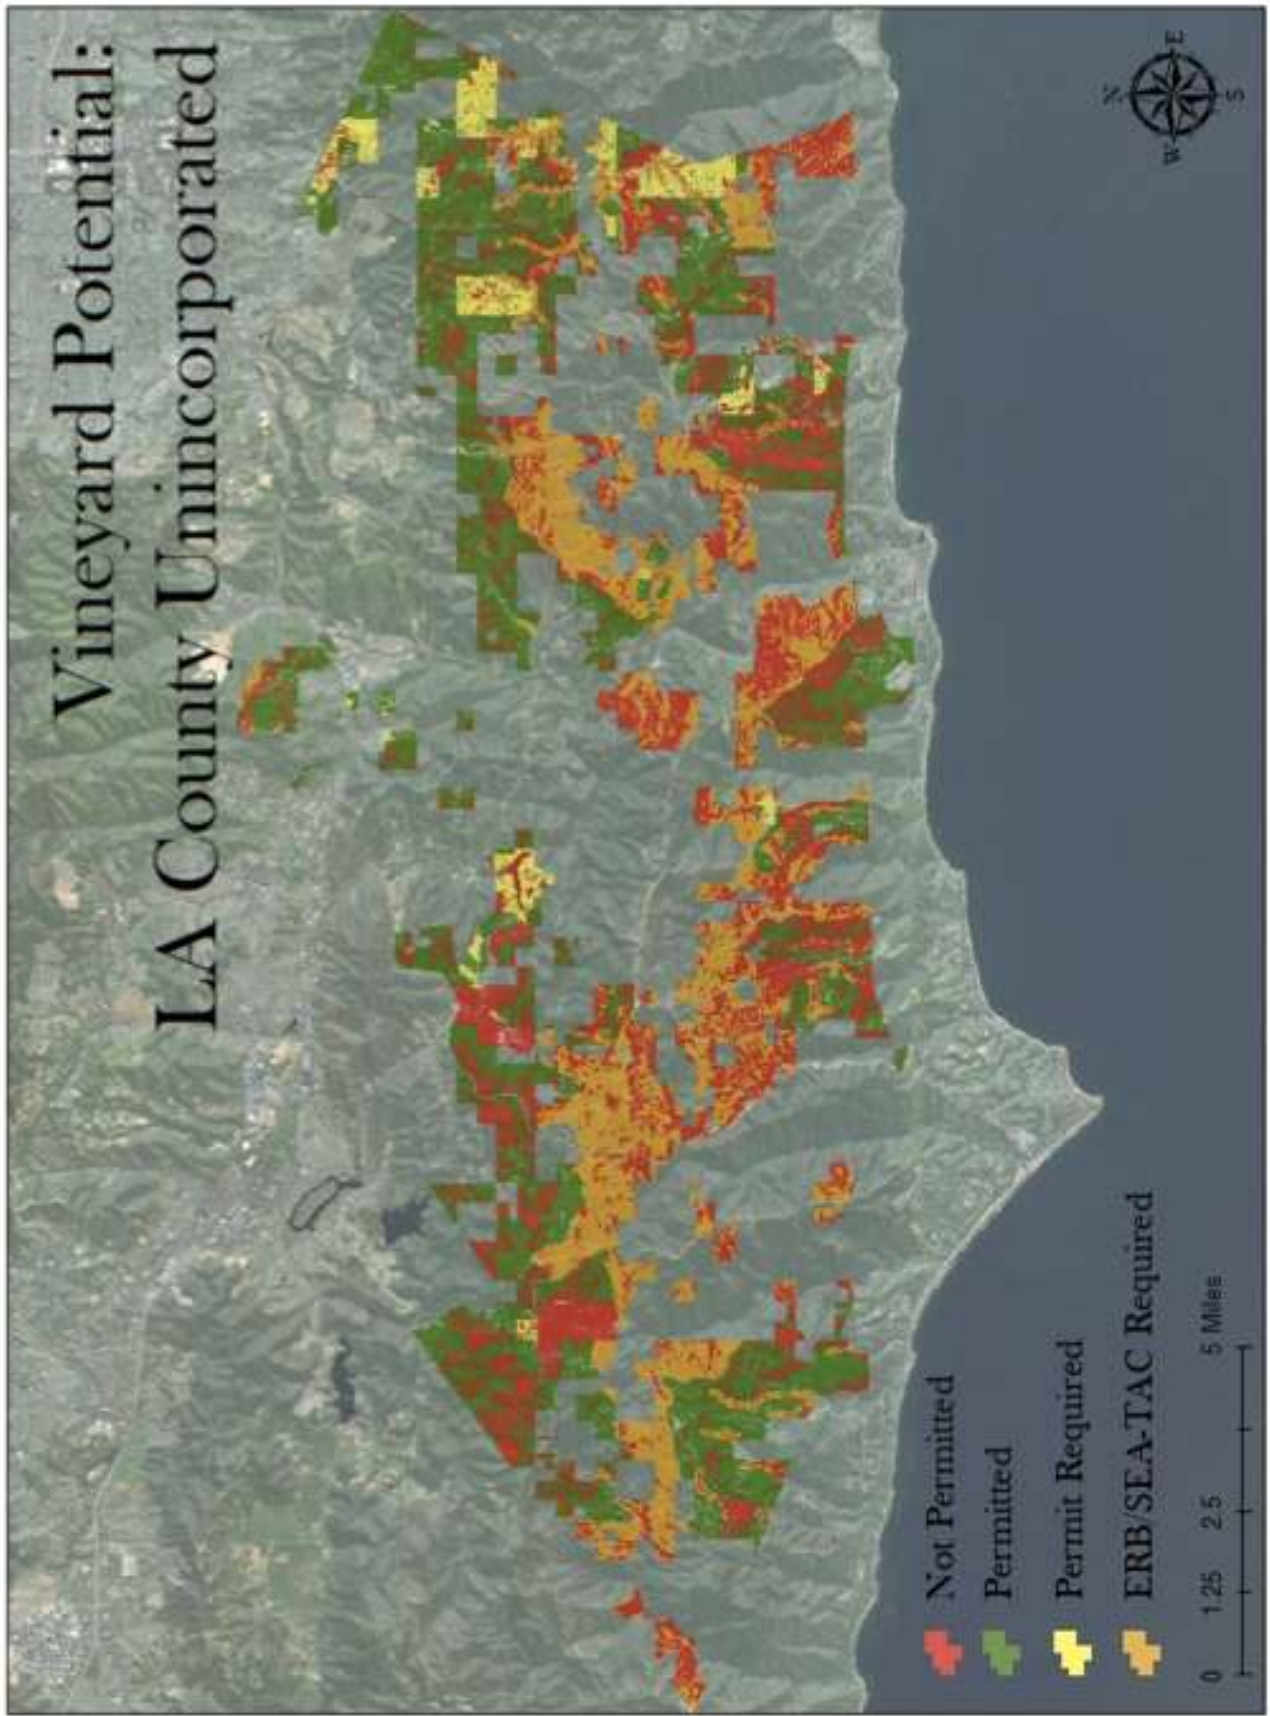 Vineyard Potential:
LA County Unincorporated
N
W
E
S
Not Permitted
Permitted
Permit Required
ERB/SEA-TAC Required
0 1.25 2.5 5 Miles